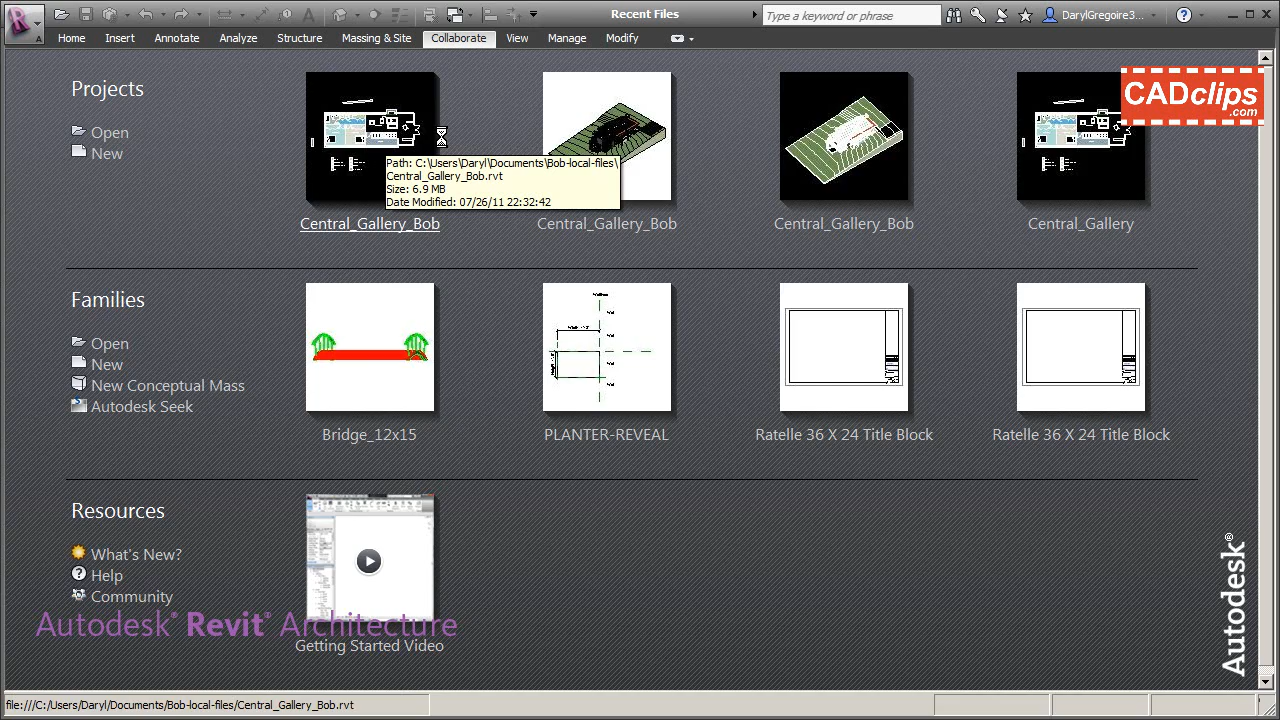 Recent Files
Type a keyword or phrase
DarylGregoire3...
Home
Insert
Annotate
Analyze
Structure
Massing & Site
Collaborate
View
Manage
Modify
CADclips
.com
Projects
Open
New
Path: C:\Users\Daryl\Documents\Bob-local-files\
Central_Gallery_Bob.rvt
Size: 6.9 MB
Date Modified: 07/26/11 22:32:42
Central_Gallery_Bob
Central_Gallery_Bob
Central_Gallery_Bob
Central_Gallery
Families
Open
New
New Conceptual Mass
Autodesk Seek
Bridge_12x15
PLANTER-REVEAL
Ratelle 36 X 24 Title Block
Ratelle 36 X 24 Title Block
Resources
What's New?
Help
Community
Autodesk® Revit® Architecture
Getting Started Video
Autodesk®
file:///C:/Users/Daryl/Documents/Bob-local-files/Central_Gallery_Bob.rvt